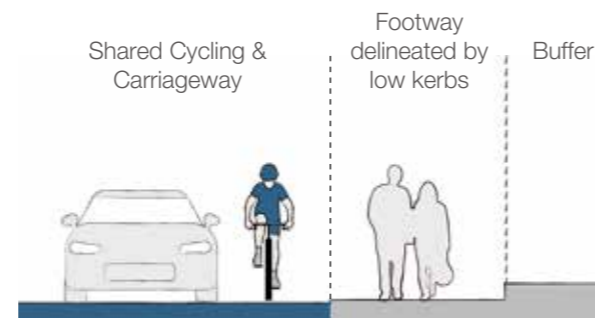 Shared Cycling &
Carriageway
Footway
delineated by
low kerbs
Buffer